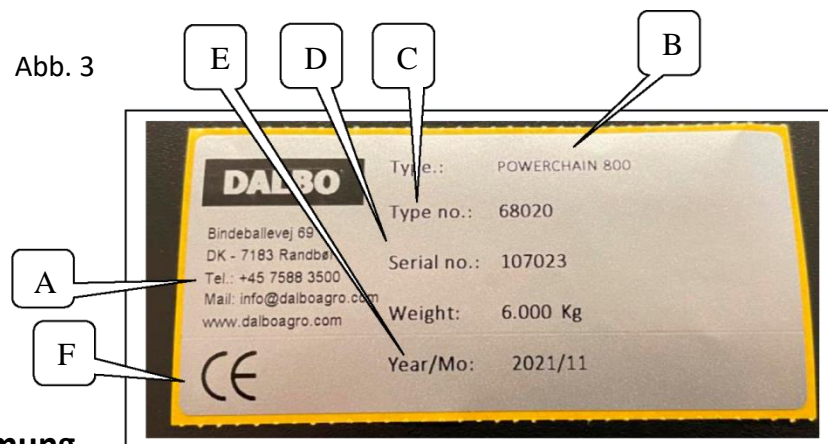 Abb. 3
E
D
C
B
A
F
DALBO
Bindeballevej 69
DK - 7183 Randbøl
Tel.: +45 7588 3500
Mail: info@dalboagro.com
www.dalboagro.com
CE
Type.: POWERCHAIN 800
Type no.: 68020
Serial no.: 107023
Weight: 6.000 Kg
Year/Mo: 2021/11